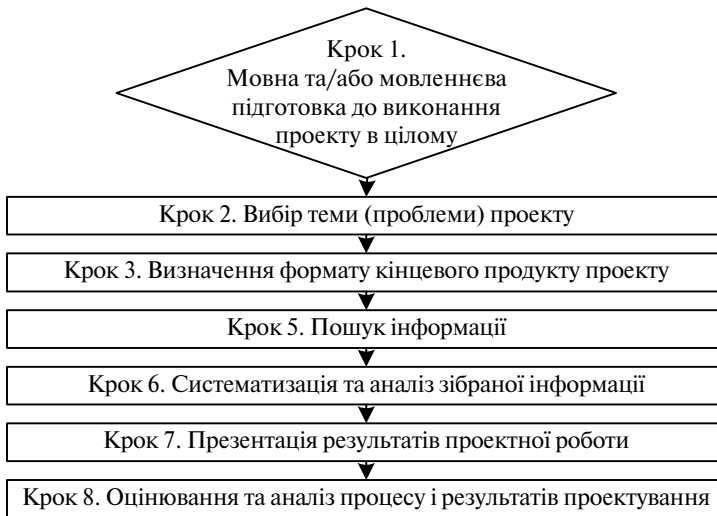 Крок 1.
Мовна та/або мовленнєва
підготовка до виконання
проекту в цілому
Крок 2. Вибір теми (проблеми) проекту
Крок 3. Визначення формату кінцевого продукту проекту
Крок 5. Пошук інформації
Крок 6. Систематизація та аналіз зібраної інформації
Крок 7. Презентація результатів проектної роботи
Крок 8. Оцінювання та аналіз процесу і результатів проектування